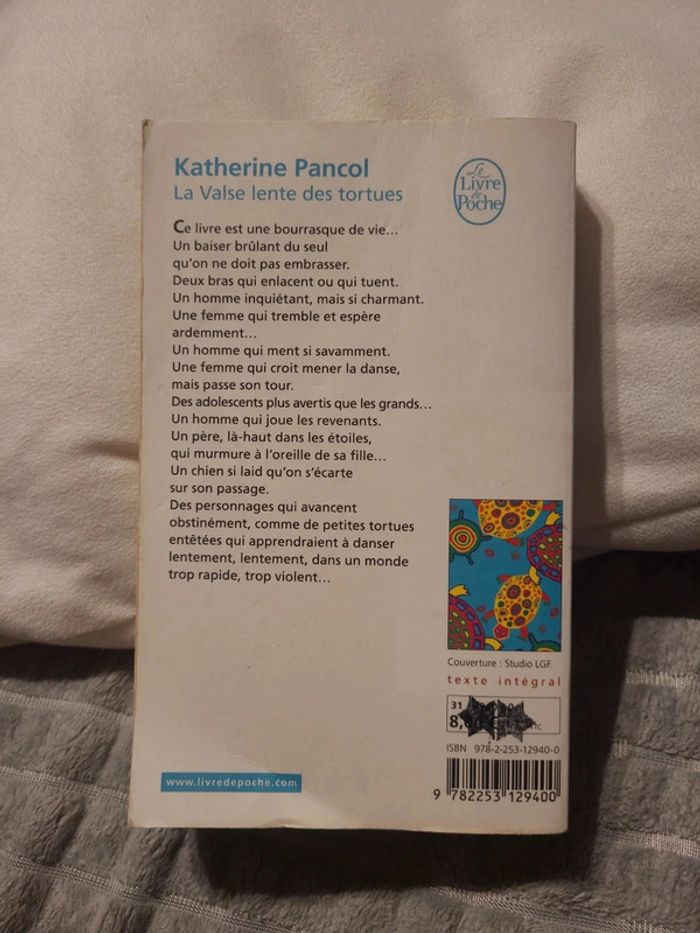 Katherine Pancol
La Valse lente des tortues
Le
Livre
de
Poche
Ce livre est une bourrasque de vie…
Un baiser brûlant du seul
qu'on ne doit pas embrasser.
Deux bras qui enlacent ou qui tuent.
Un homme inquiétant, mais si charmant.
Une femme qui tremble et espère
ardemment…
Un homme qui ment si savamment.
Une femme qui croit mener la danse,
mais passe son tour.
Des adolescents plus avertis que les grands…
Un homme qui joue les revenants.
Un père, là-haut dans les étoiles,
qui murmure à l'oreille de sa fille…
Un chien si laid qu'on s'écarte
sur son passage.
Des personnages qui avancent
obstinément, comme de petites tortues
entêtées qui apprendraient à danser
lentement, lentement, dans un monde
trop rapide, trop violent…
Couverture : Studio LGF.
texte intégral
31
8,
ISBN 978-2-253-12940-0
www.livredepoche.com
9 782253 129400